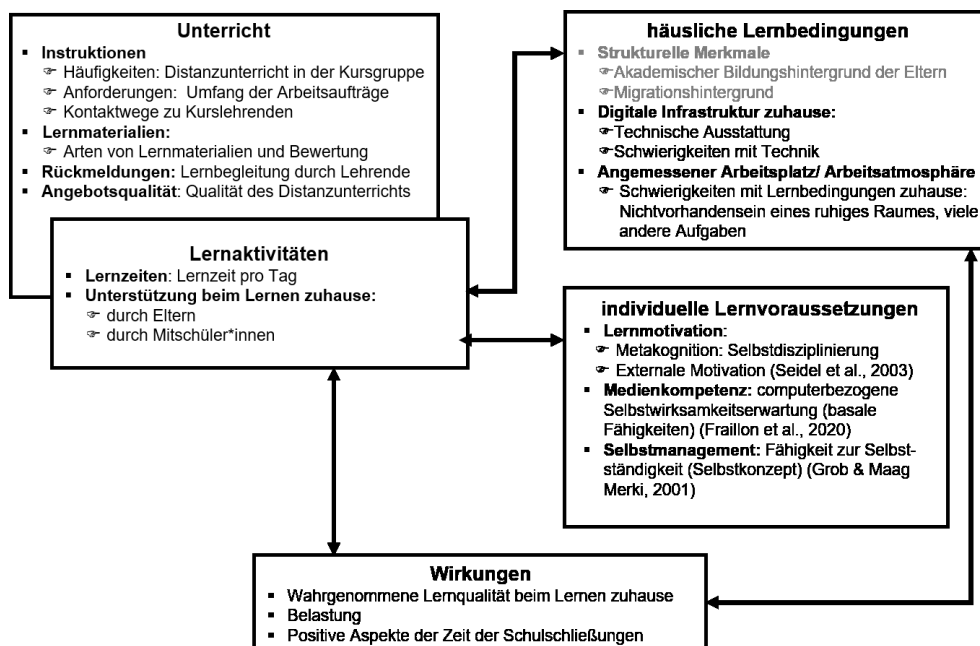 Unterricht
▪ Instruktionen
☞ Häufigkeiten: Distanzunterricht in der Kursgruppe
☞ Anforderungen: Umfang der Arbeitsaufträge
☞ Kontaktwege zu Kurslehrenden
▪ Lernmaterialien:
☞ Arten von Lernmaterialien und Bewertung
▪ Rückmeldungen: Lernbegleitung durch Lehrende
▪ Angebotsqualität: Qualität des Distanzunterrichts
Lernaktivitäten
▪ Lernzeiten: Lernzeit pro Tag
▪ Unterstützung beim Lernen zuhause:
☞ durch Eltern
☞ durch Mitschüler*innen
häusliche Lernbedingungen
▪ Strukturelle Merkmale
☞Akademischer Bildungshintergrund der Eltern
☞Migrationshintergrund
▪ Digitale Infrastruktur zuhause:
☞Technische Ausstattung
☞Schwierigkeiten mit Technik
▪ Angemessener Arbeitsplatz/ Arbeitsatmosphäre
☞ Schwierigkeiten mit Lernbedingungen zuhause:
Nichtvorhandensein eines ruhiges Raumes, viele
andere Aufgaben
individuelle Lernvoraussetzungen
▪ Lernmotivation:
☞ Metakognition: Selbstdisziplinierung
☞ Externale Motivation (Seidel et al., 2003)
▪ Medienkompetenz: computerbezogene
Selbstwirksamkeitserwartung (basale
Fähigkeiten) (Fraillon et al., 2020)
▪ Selbstmanagement: Fähigkeit zur Selbst-
ständigkeit (Selbstkonzept) (Grob & Maag
Merki, 2001)
Wirkungen
▪ Wahrgenommene Lernqualität beim Lernen zuhause
▪ Belastung
▪ Positive Aspekte der Zeit der Schulschließungen